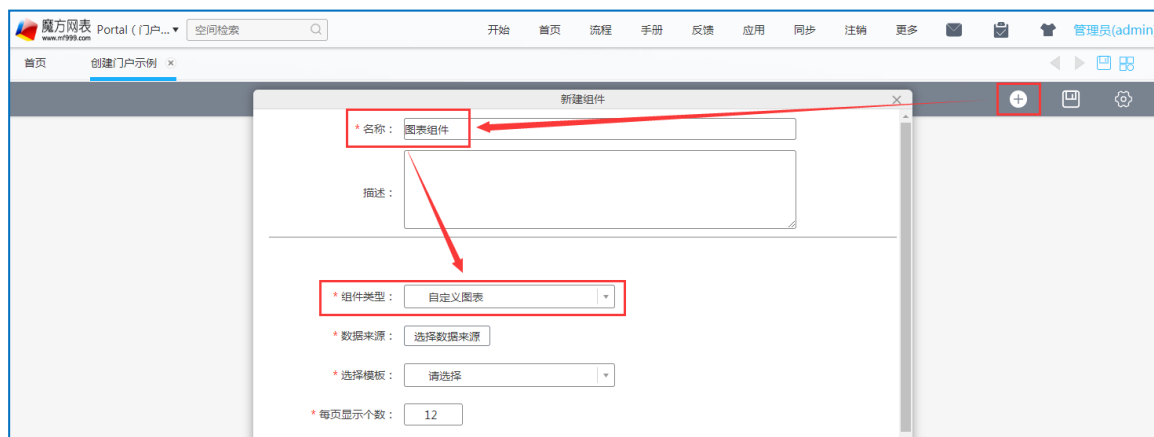 魔方网表 Portal ( 门户...▾ 空间检索 开始 首页 流程 手册 反馈 应用 同步 注销 更多 管理员(admin)
www.mf999.com
首页 创建门户示例 ×
新建组件
* 名称： 图表组件
描述：
* 组件类型： 自定义图表
* 数据来源： 选择数据来源
* 选择模板： 请选择
* 每页显示个数： 12